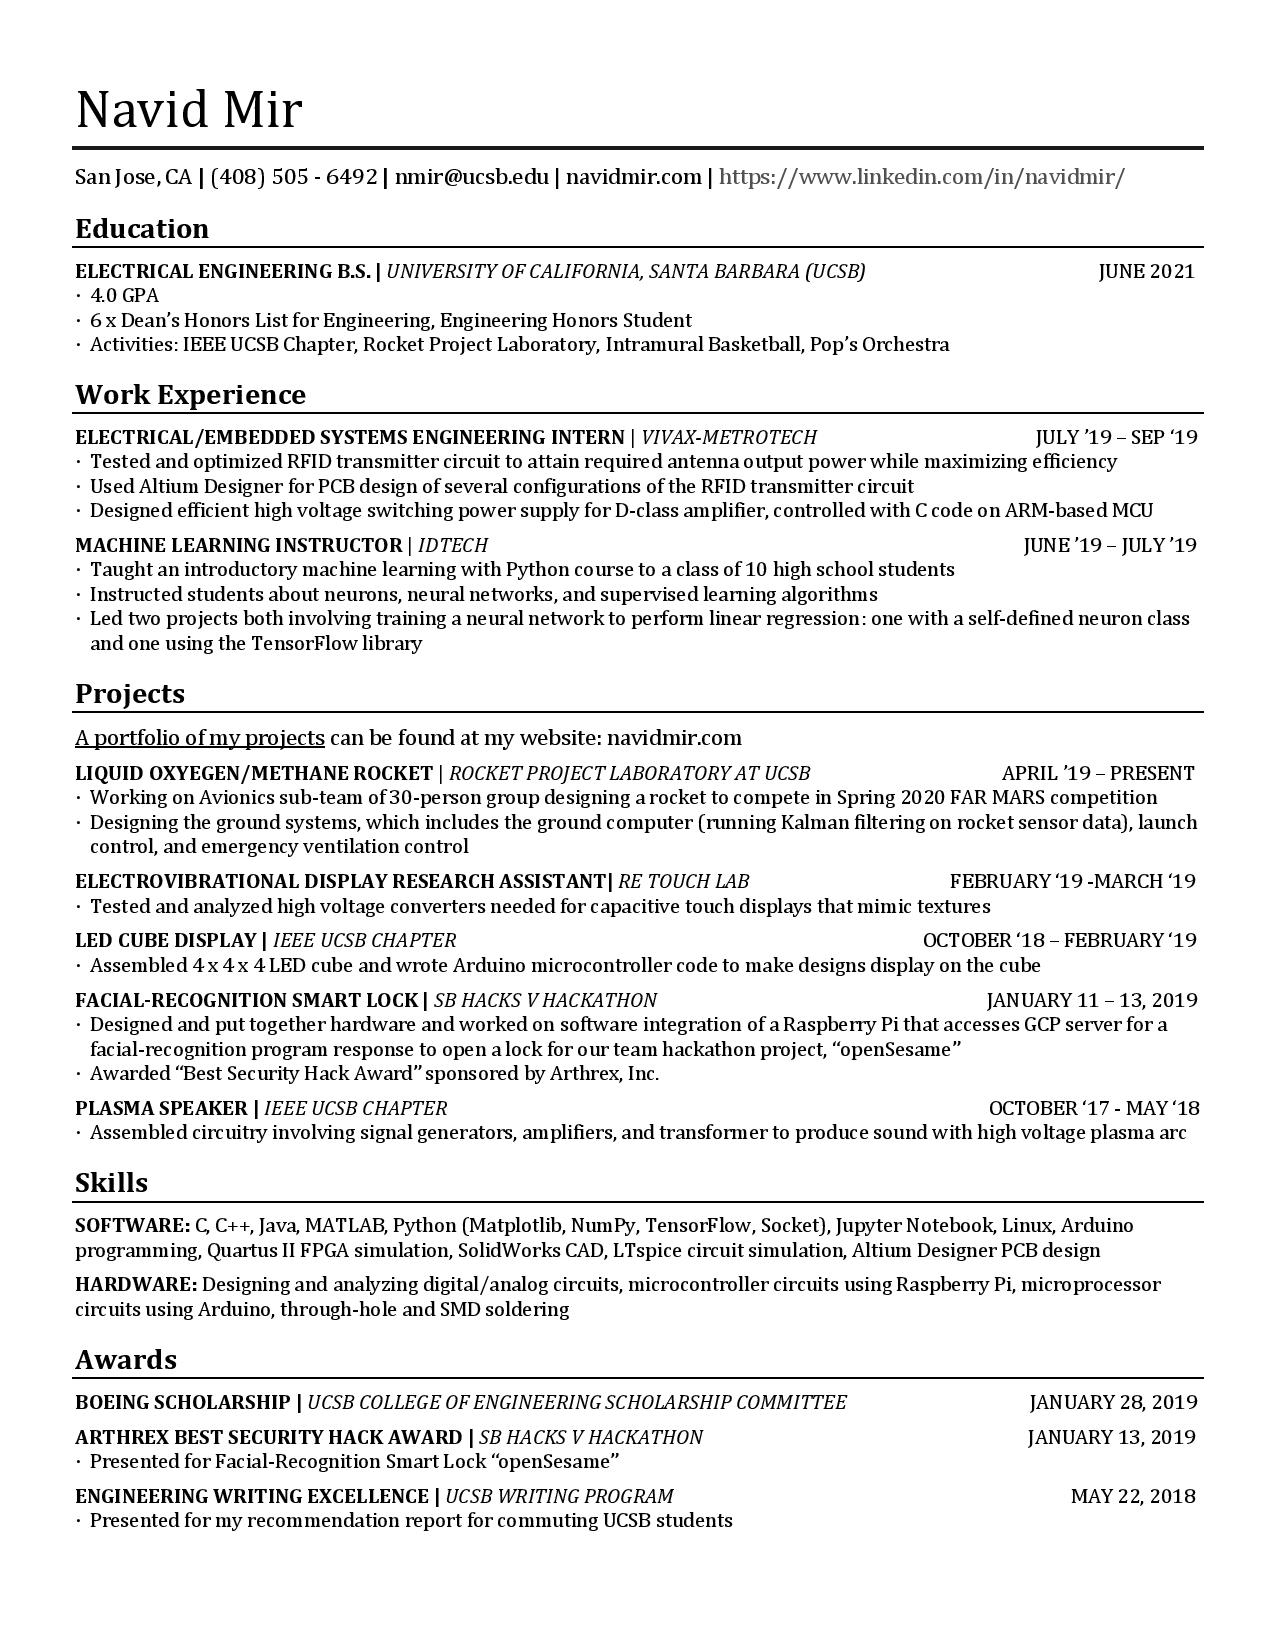 Navid Mir
San Jose, CA | (408) 505 - 6492 | nmir@ucsb.edu | navidmir.com | https://www.linkedin.com/in/navidmir/
Education
ELECTRICAL ENGINEERING B.S. | UNIVERSITY OF CALIFORNIA, SANTA BARBARA (UCSB) JUNE 2021
· 4.0 GPA
· 6 x Dean’s Honors List for Engineering, Engineering Honors Student
· Activities: IEEE UCSB Chapter, Rocket Project Laboratory, Intramural Basketball, Pop’s Orchestra
Work Experience
ELECTRICAL/EMBEDDED SYSTEMS ENGINEERING INTERN | VIVAX-METROTECH JULY ’19 – SEP ‘19
· Tested and optimized RFID transmitter circuit to attain required antenna output power while maximizing efficiency
· Used Altium Designer for PCB design of several configurations of the RFID transmitter circuit
· Designed efficient high voltage switching power supply for D-class amplifier, controlled with C code on ARM-based MCU
MACHINE LEARNING INSTRUCTOR | IDTECH JUNE ’19 – JULY ’19
· Taught an introductory machine learning with Python course to a class of 10 high school students
· Instructed students about neurons, neural networks, and supervised learning algorithms
· Led two projects both involving training a neural network to perform linear regression: one with a self-defined neuron class
and one using the TensorFlow library
Projects
A portfolio of my projects can be found at my website: navidmir.com
LIQUID OXYEGEN/METHANE ROCKET | ROCKET PROJECT LABORATORY AT UCSB APRIL ’19 – PRESENT
· Working on Avionics sub-team of 30-person group designing a rocket to compete in Spring 2020 FAR MARS competition
· Designing the ground systems, which includes the ground computer (running Kalman filtering on rocket sensor data), launch
control, and emergency ventilation control
ELECTROVIBRATIONAL DISPLAY RESEARCH ASSISTANT| RE TOUCH LAB FEBRUARY ‘19 -MARCH ‘19
· Tested and analyzed high voltage converters needed for capacitive touch displays that mimic textures
LED CUBE DISPLAY | IEEE UCSB CHAPTER OCTOBER ‘18 – FEBRUARY ‘19
· Assembled 4 x 4 x 4 LED cube and wrote Arduino microcontroller code to make designs display on the cube
FACIAL-RECOGNITION SMART LOCK | SB HACKS V HACKATHON JANUARY 11 – 13, 2019
· Designed and put together hardware and worked on software integration of a Raspberry Pi that accesses GCP server for a
facial-recognition program response to open a lock for our team hackathon project, “openSesame”
· Awarded “Best Security Hack Award” sponsored by Arthrex, Inc.
PLASMA SPEAKER | IEEE UCSB CHAPTER OCTOBER ‘17 - MAY ‘18
· Assembled circuitry involving signal generators, amplifiers, and transformer to produce sound with high voltage plasma arc
Skills
SOFTWARE: C, C++, Java, MATLAB, Python (Matplotlib, NumPy, TensorFlow, Socket), Jupyter Notebook, Linux, Arduino
programming, Quartus II FPGA simulation, SolidWorks CAD, LTspice circuit simulation, Altium Designer PCB design
HARDWARE: Designing and analyzing digital/analog circuits, microcontroller circuits using Raspberry Pi, microprocessor
circuits using Arduino, through-hole and SMD soldering
Awards
BOEING SCHOLARSHIP | UCSB COLLEGE OF ENGINEERING SCHOLARSHIP COMMITTEE JANUARY 28, 2019
ARTHREX BEST SECURITY HACK AWARD | SB HACKS V HACKATHON JANUARY 13, 2019
· Presented for Facial-Recognition Smart Lock “openSesame”
ENGINEERING WRITING EXCELLENCE | UCSB WRITING PROGRAM MAY 22, 2018
· Presented for my recommendation report for commuting UCSB students